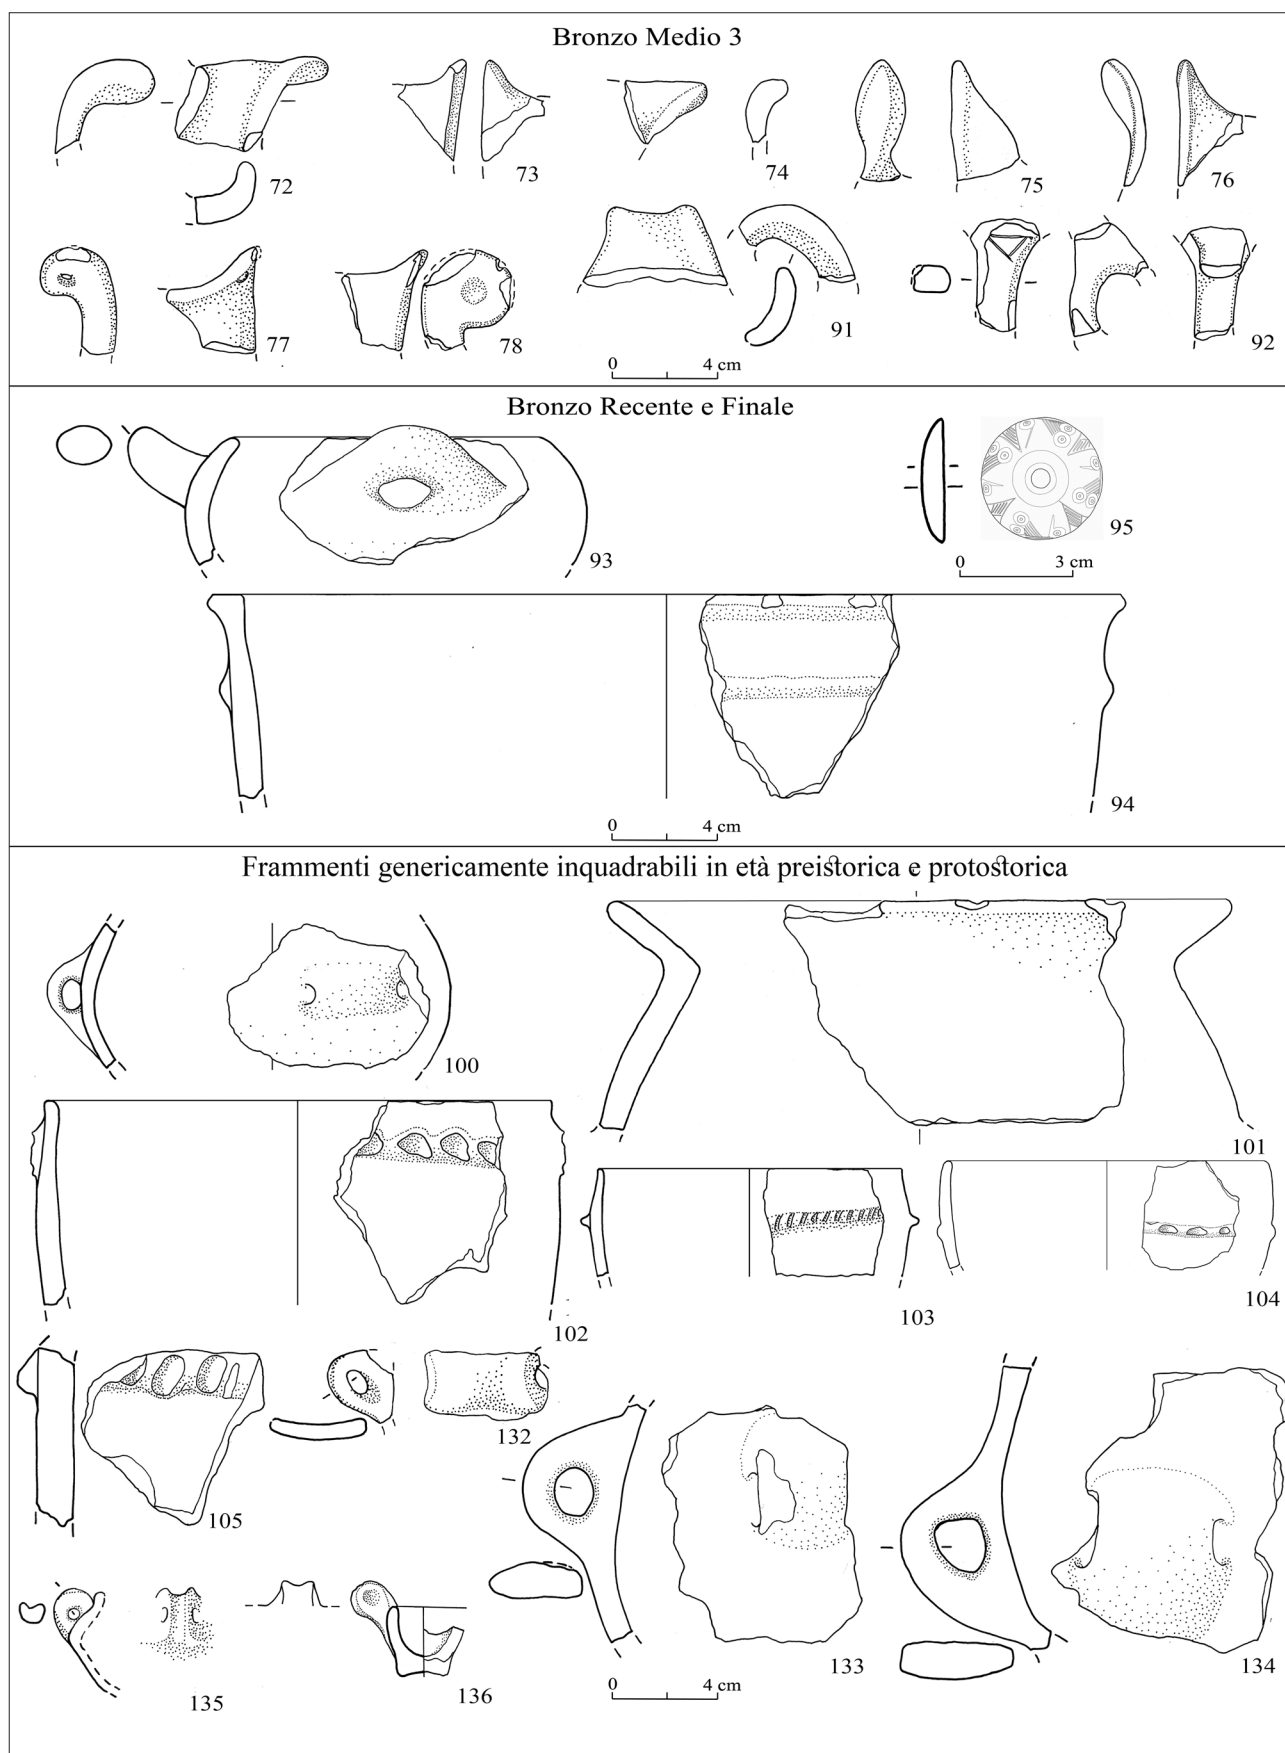 Bronzo Medio 3
72 73 74 75 76
77 78 91 92
0 4 cm
Bronzo Recente e Finale
93 95
0 3 cm
94
0 4 cm
Frammenti genericamente inquadrabili in età preistorica e protostorica
100 101
102 103 104
105 132
133 134
135 136
0 4 cm